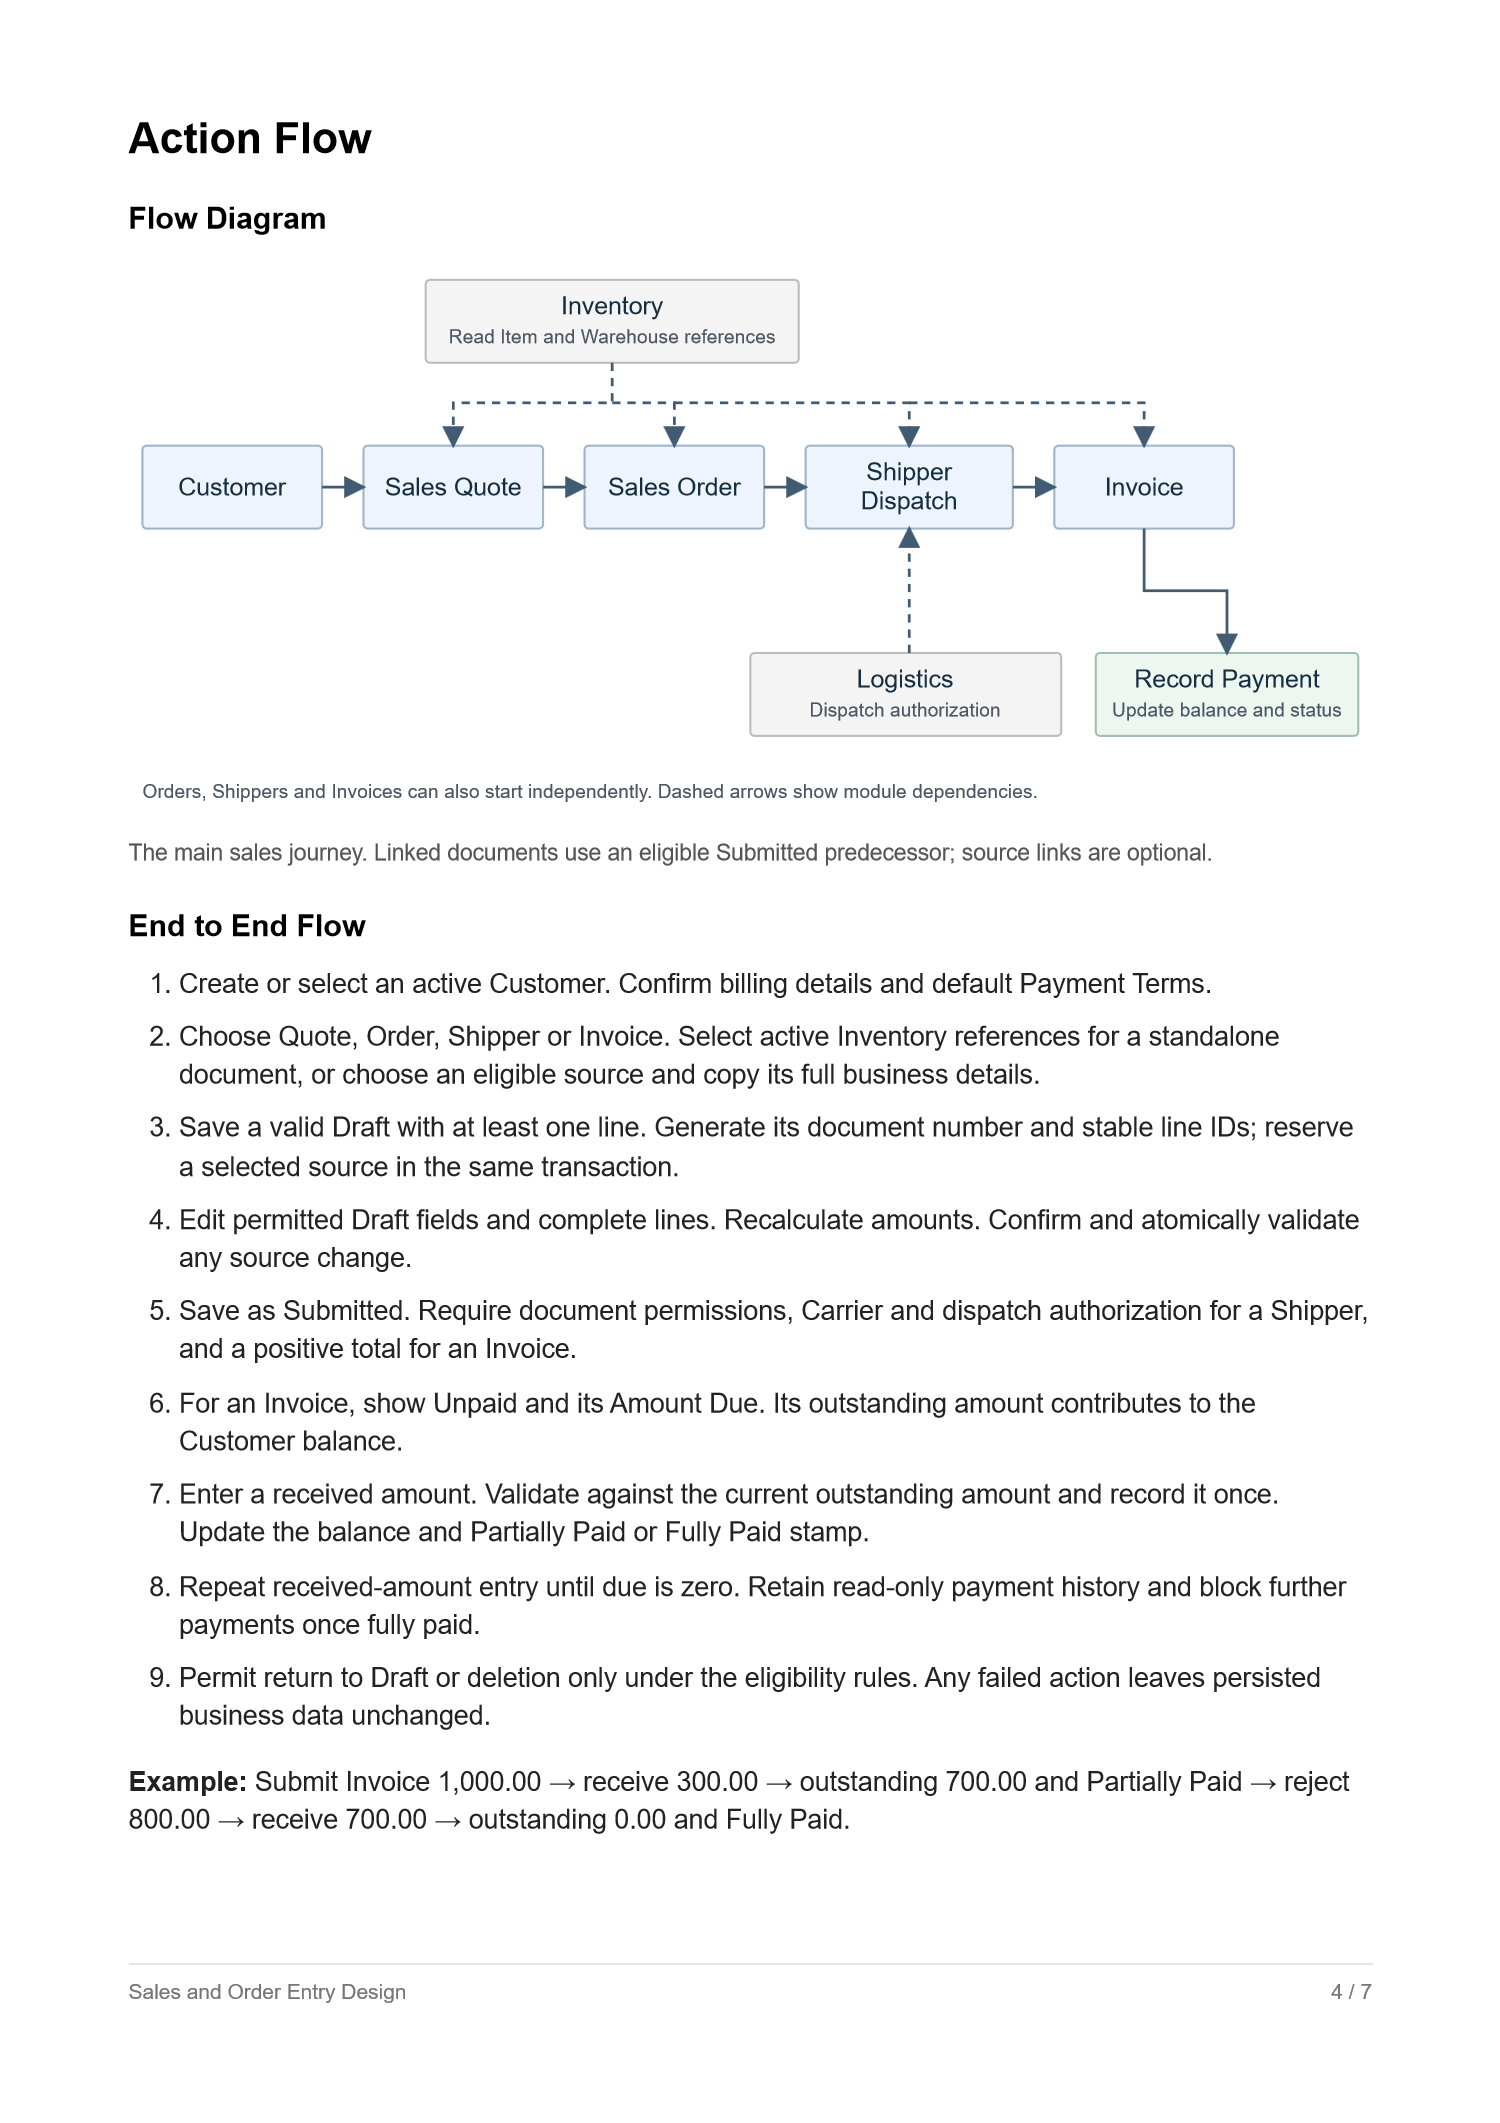 Action Flow
Flow Diagram
Inventory
Read Item and Warehouse references
Customer
Sales Quote
Sales Order
Shipper
Dispatch
Invoice
Logistics
Dispatch authorization
Record Payment
Update balance and status
Orders, Shippers and Invoices can also start independently. Dashed arrows show module dependencies.
The main sales journey. Linked documents use an eligible Submitted predecessor; source links are optional.
End to End Flow
1. Create or select an active Customer. Confirm billing details and default Payment Terms.
2. Choose Quote, Order, Shipper or Invoice. Select active Inventory references for a standalone
document, or choose an eligible source and copy its full business details.
3. Save a valid Draft with at least one line. Generate its document number and stable line IDs; reserve
a selected source in the same transaction.
4. Edit permitted Draft fields and complete lines. Recalculate amounts. Confirm and atomically validate
any source change.
5. Save as Submitted. Require document permissions, Carrier and dispatch authorization for a Shipper,
and a positive total for an Invoice.
6. For an Invoice, show Unpaid and its Amount Due. Its outstanding amount contributes to the
Customer balance.
7. Enter a received amount. Validate against the current outstanding amount and record it once.
Update the balance and Partially Paid or Fully Paid stamp.
8. Repeat received-amount entry until due is zero. Retain read-only payment history and block further
payments once fully paid.
9. Permit return to Draft or deletion only under the eligibility rules. Any failed action leaves persisted
business data unchanged.
Example: Submit Invoice 1,000.00 → receive 300.00 → outstanding 700.00 and Partially Paid → reject
800.00 → receive 700.00 → outstanding 0.00 and Fully Paid.
Sales and Order Entry Design
4 / 7